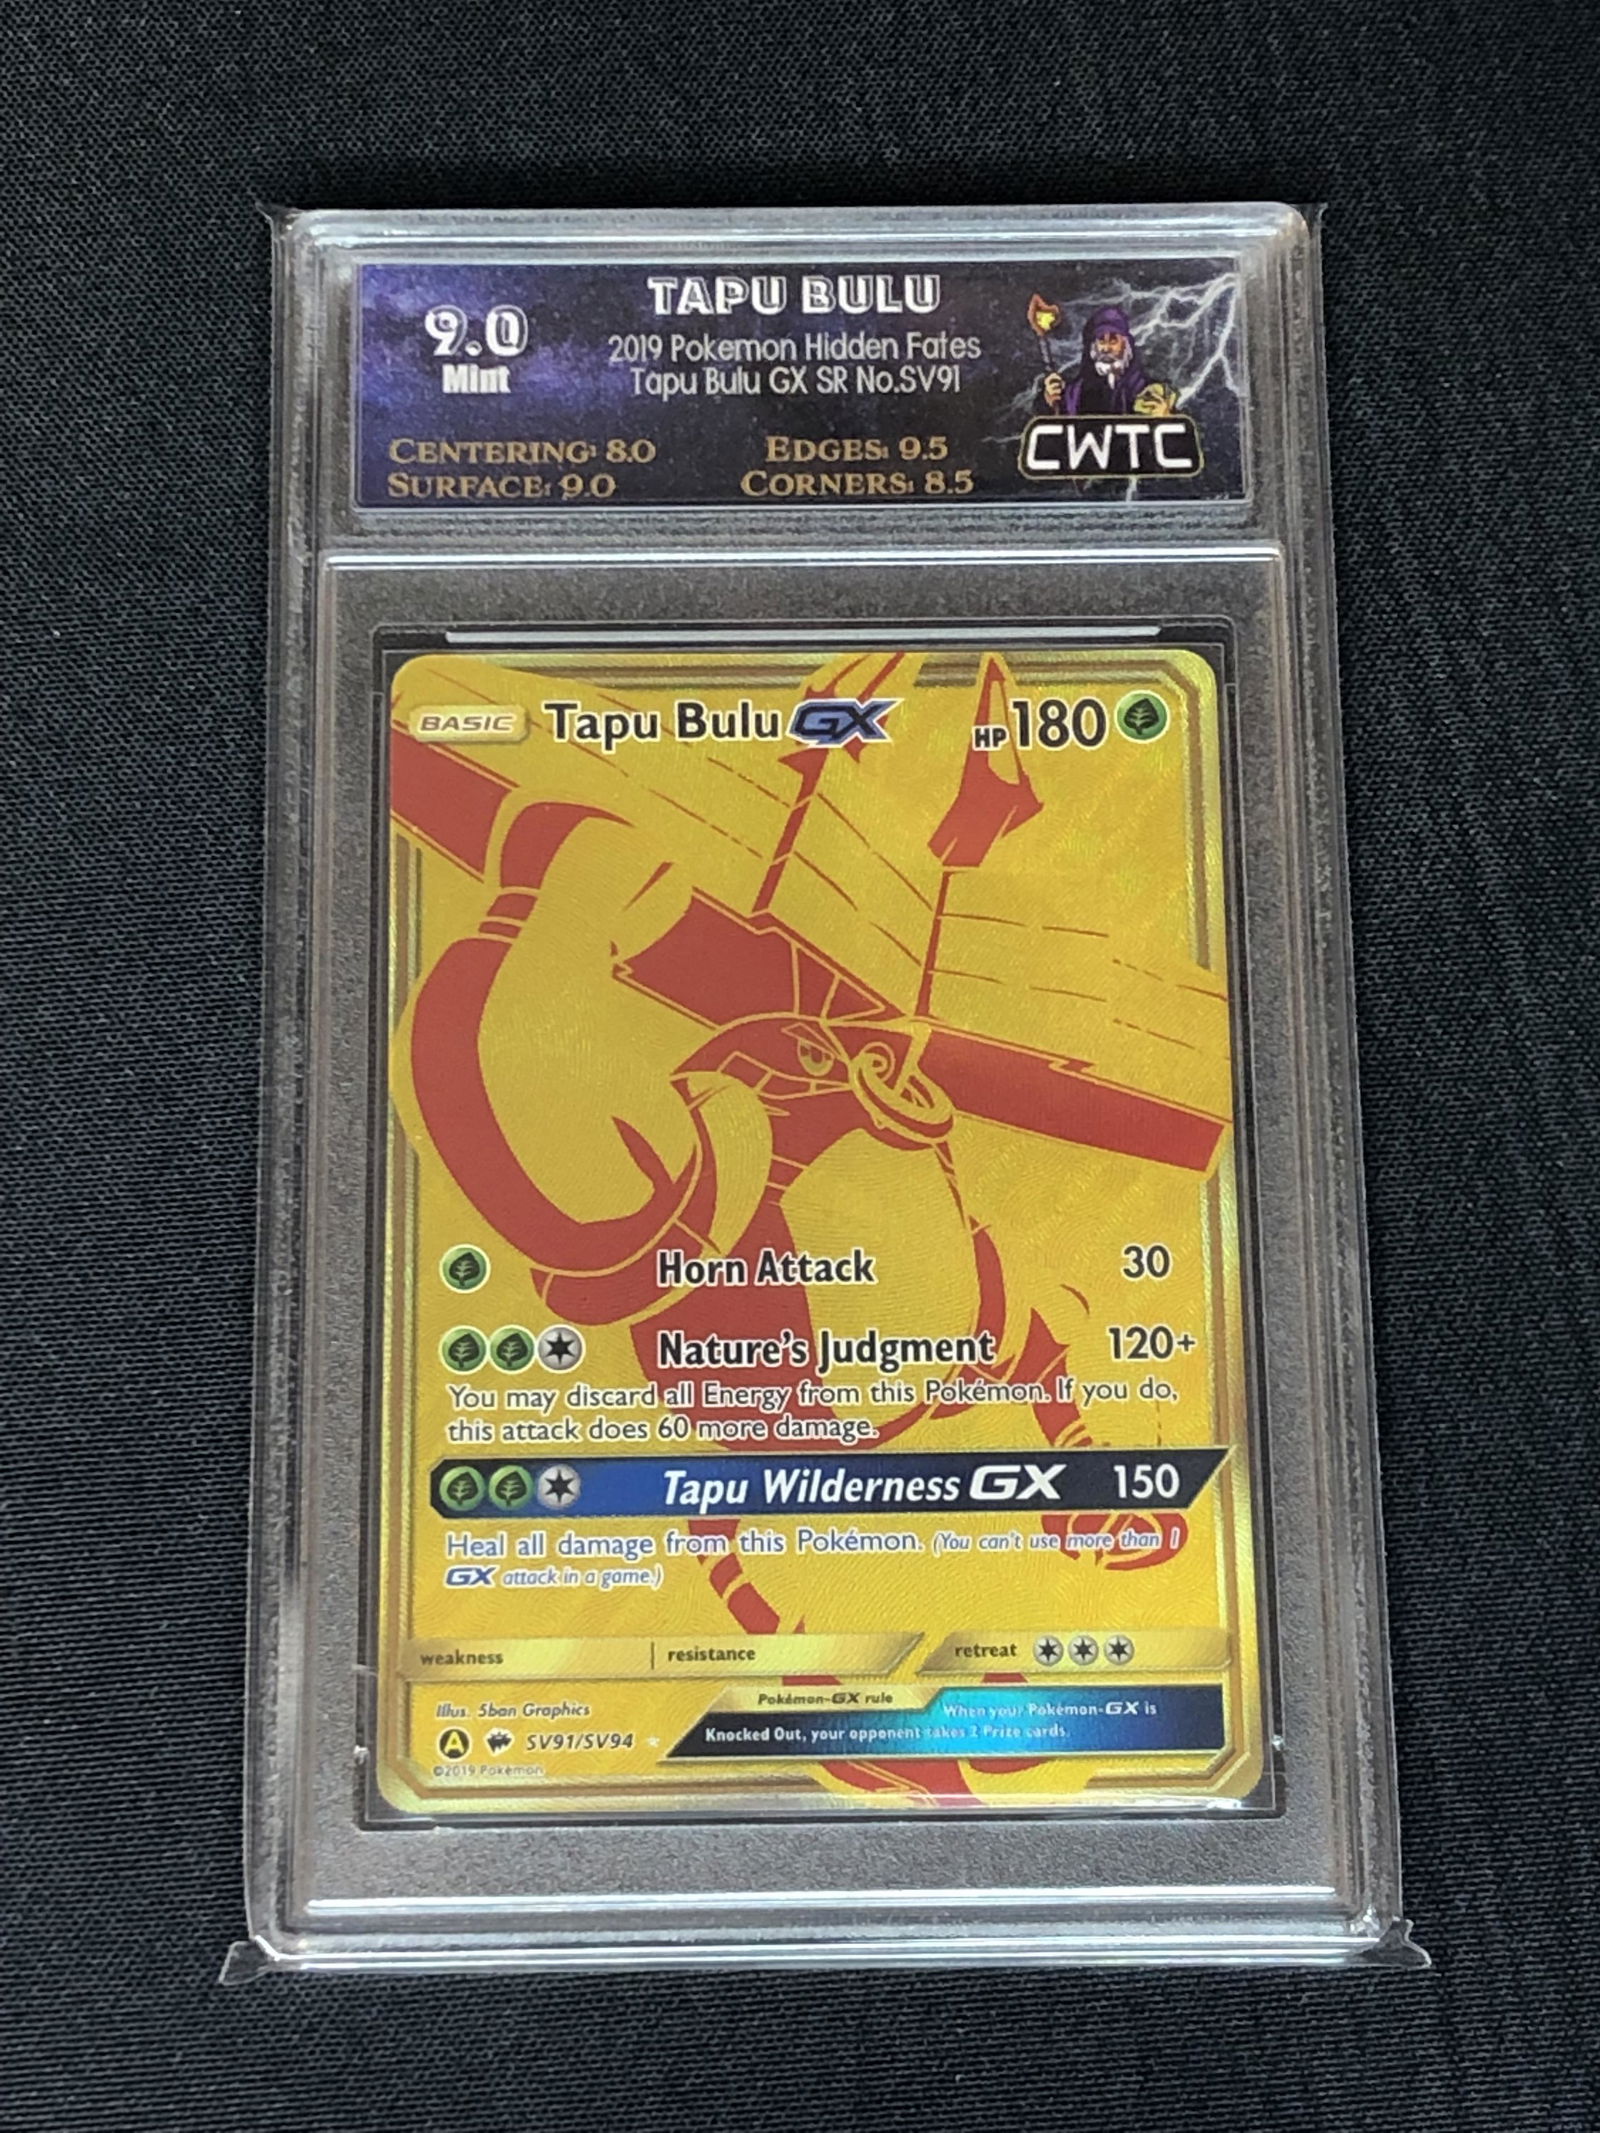 TAPU BULU
9.0
Mint
2019 Pokemon Hidden Fates
Tapu Bulu GX SR No.SV91
CENTERING: 8.0 EDGES: 9.5
SURFACE: 9.0 CORNERS: 8.5
CWTC
BASIC Tapu Bulu GX HP 180
Horn Attack 30
Nature's Judgment 120+
You may discard all Energy from this Pokémon. If you do,
this attack does 60 more damage.
Tapu Wilderness GX 150
Heal all damage from this Pokémon. (You can't use more than 1
GX attack in a game.)
weakness resistance retreat
Illus. 5ban Graphics
Pokémon-GX rule
When your Pokémon-GX is
Knocked Out, your opponent takes 2 Prize cards.
A SV91/SV94
©2019 Pokémon